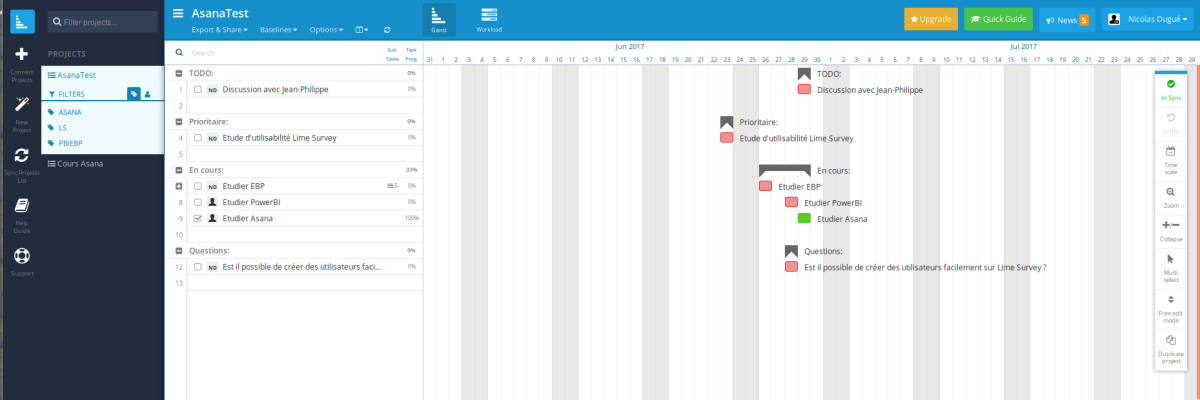 Filter projects...
Connect Projects
New Project
Sync Projects List
Help Guide
Support
PROJECTS
AsanaTest
FILTERS
ASANA
LS
PBIEBP
Cours Asana
AsanaTest
Export & Share
Baselines
Options
Gantt
Workload
Upgrade
Quick Guide
News 5
Nicolas Dugué
Search
Sub Tasks
Task Prog.
Jun 2017
Jul 2017
31 1 2 3 4 5 6 7 8 9 10 11 12 13 14 15 16 17 18 19 20 21 22 23 24 25 26 27 28 29 30 1 2 3 4 5 6 7 8 9 10 11 12 13 14 15 16 17 18 19 20 21 22 23 24 25 26 27 28 29
TODO: 0%
1 ND Discussion avec Jean-Philippe 0%
2
Prioritaire: 0%
4 ND Etude d'utilisabilité Lime Survey 0%
5
En cours: 33%
ND Etudier EBP 5 0%
8 Etudier PowerBI 0%
9 Etudier Asana 100%
10
Questions: 0%
12 ND Est il possible de créer des utilisateurs faci... 0%
13
TODO:
Discussion avec Jean-Philippe
Prioritaire:
Etude d'utilisabilité Lime Survey
En cours:
Etudier EBP
Etudier PowerBI
Etudier Asana
Questions:
Est il possible de créer des utilisateurs facilement sur Lime Survey ?
In Sync
Undo
Time scale
Zoom
Collapse
Multi select
Free edit mode
Duplicate project